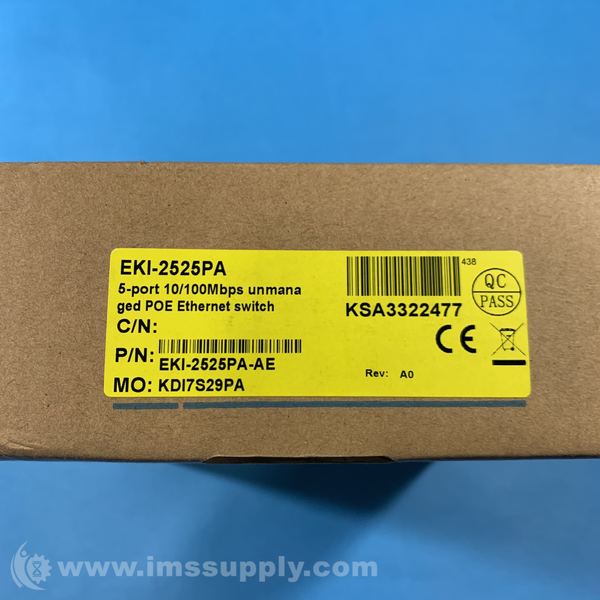 EKI-2525PA
5-port 10/100Mbps unmana
ged POE Ethernet switch
C/N:
P/N:
EKI-2525PA-AE
MO: KDI7S29PA
438
KSA3322477
QC
PASS
CE
Rev: A0
www.imssupply.com